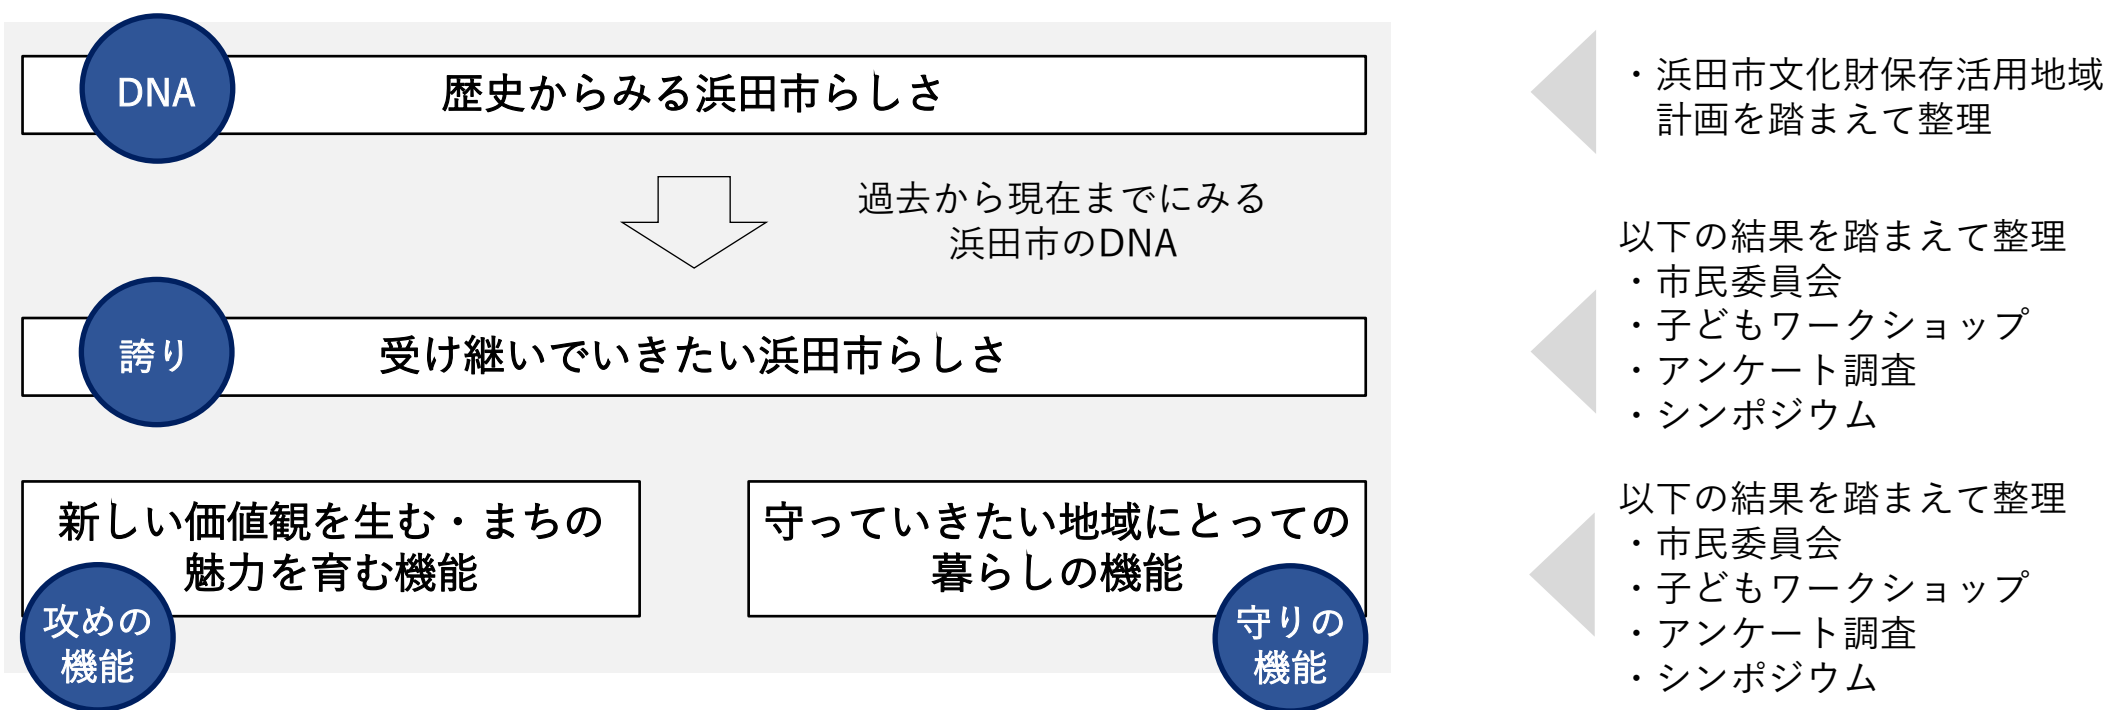 DNA
歴史からみる浜田市らしさ
・浜田市文化財保存活用地域
計画を踏まえて整理
過去から現在までにみる
浜田市のDNA
誇り
受け継いでいきたい浜田市らしさ
以下の結果を踏まえて整理
・市民委員会
・子どもワークショップ
・アンケート調査
・シンポジウム
新しい価値観を生む・まちの
魅力を育む機能
攻めの
機能
守っていきたい地域にとっての
暮らしの機能
守りの
機能
以下の結果を踏まえて整理
・市民委員会
・子どもワークショップ
・アンケート調査
・シンポジウム